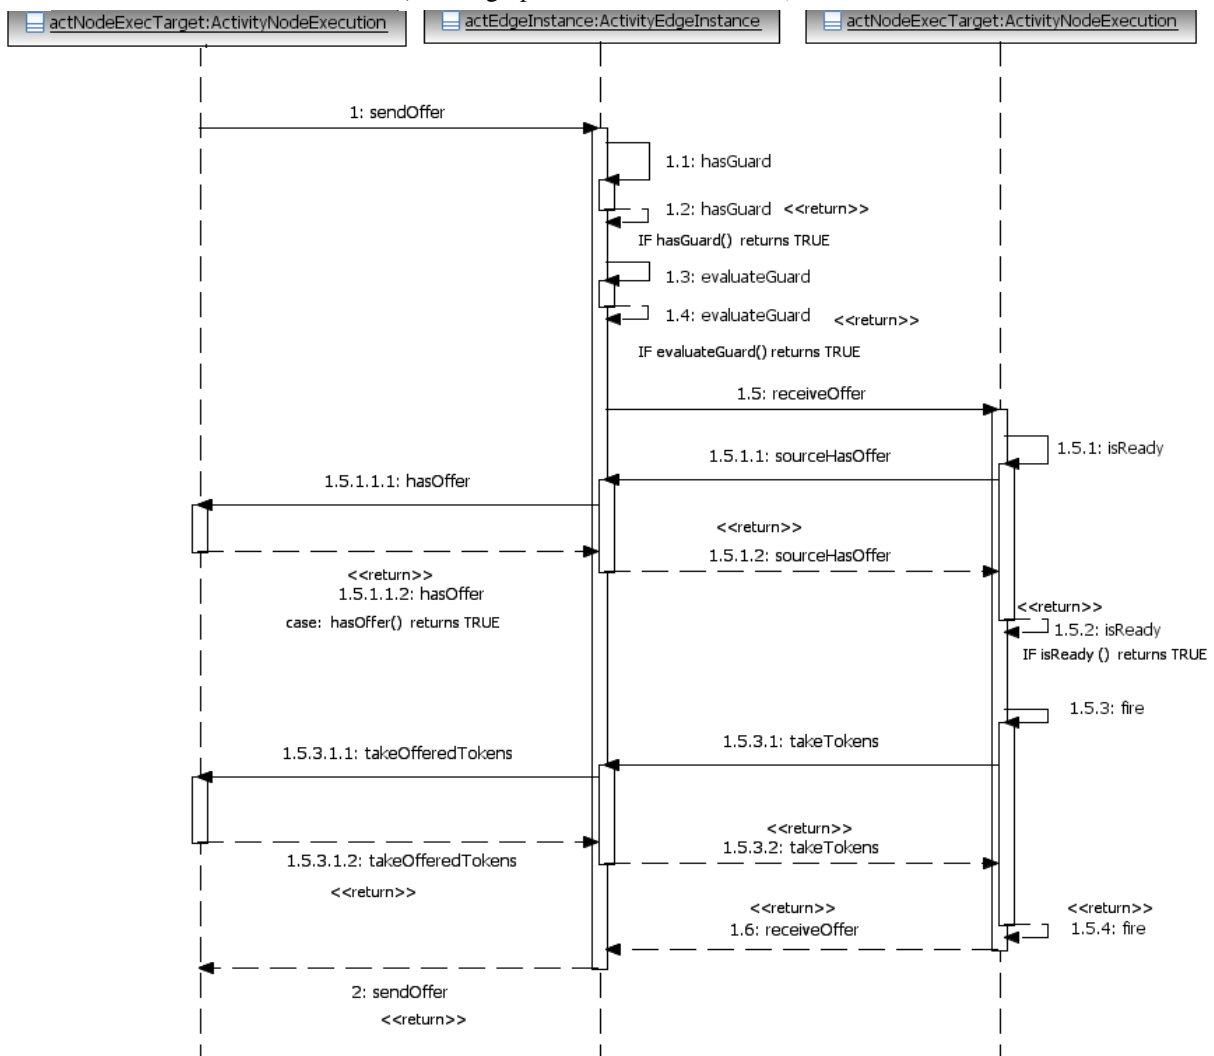 actNodeExecTarget:ActivityNodeExecution
actEdgeInstance:ActivityEdgeInstance
actNodeExecTarget:ActivityNodeExecution
1: sendOffer
1.1: hasGuard
1.2: hasGuard <<return>>
IF hasGuard() returns TRUE
1.3: evaluateGuard
1.4: evaluateGuard <<return>>
IF evaluateGuard() returns TRUE
1.5: receiveOffer
1.5.1: isReady
1.5.1.1: sourceHasOffer
1.5.1.1.1: hasOffer
<<return>>
1.5.1.2: sourceHasOffer
<<return>>
1.5.1.1.2: hasOffer
case: hasOffer() returns TRUE
<<return>>
1.5.2: isReady
IF isReady () returns TRUE
1.5.3: fire
1.5.3.1: takeTokens
1.5.3.1.1: takeOfferedTokens
<<return>>
1.5.3.2: takeTokens
1.5.3.1.2: takeOfferedTokens
<<return>>
<<return>>
1.6: receiveOffer
<<return>>
1.5.4: fire
2: sendOffer
<<return>>